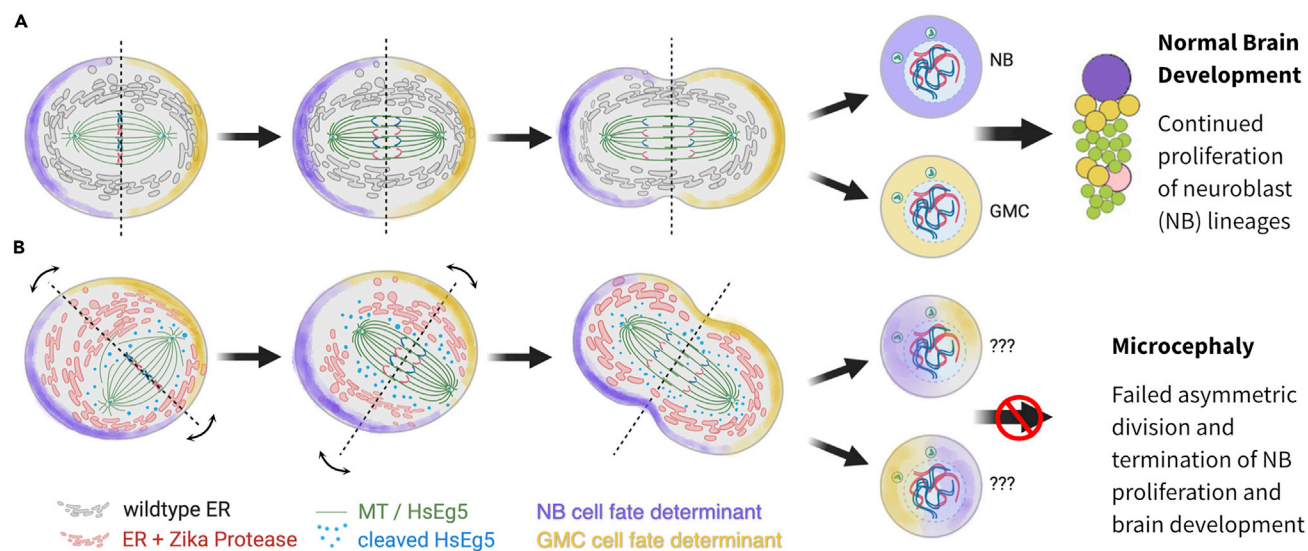 A
NB
GMC
Normal Brain
Development
Continued
proliferation
of neuroblast
(NB) lineages
B
???
???
Microcephaly
Failed asymmetric
division and
termination of NB
proliferation and
brain development
wildtype ER
ER + Zika Protease
MT / HsEg5
cleaved HsEg5
NB cell fate determinant
GMC cell fate determinant